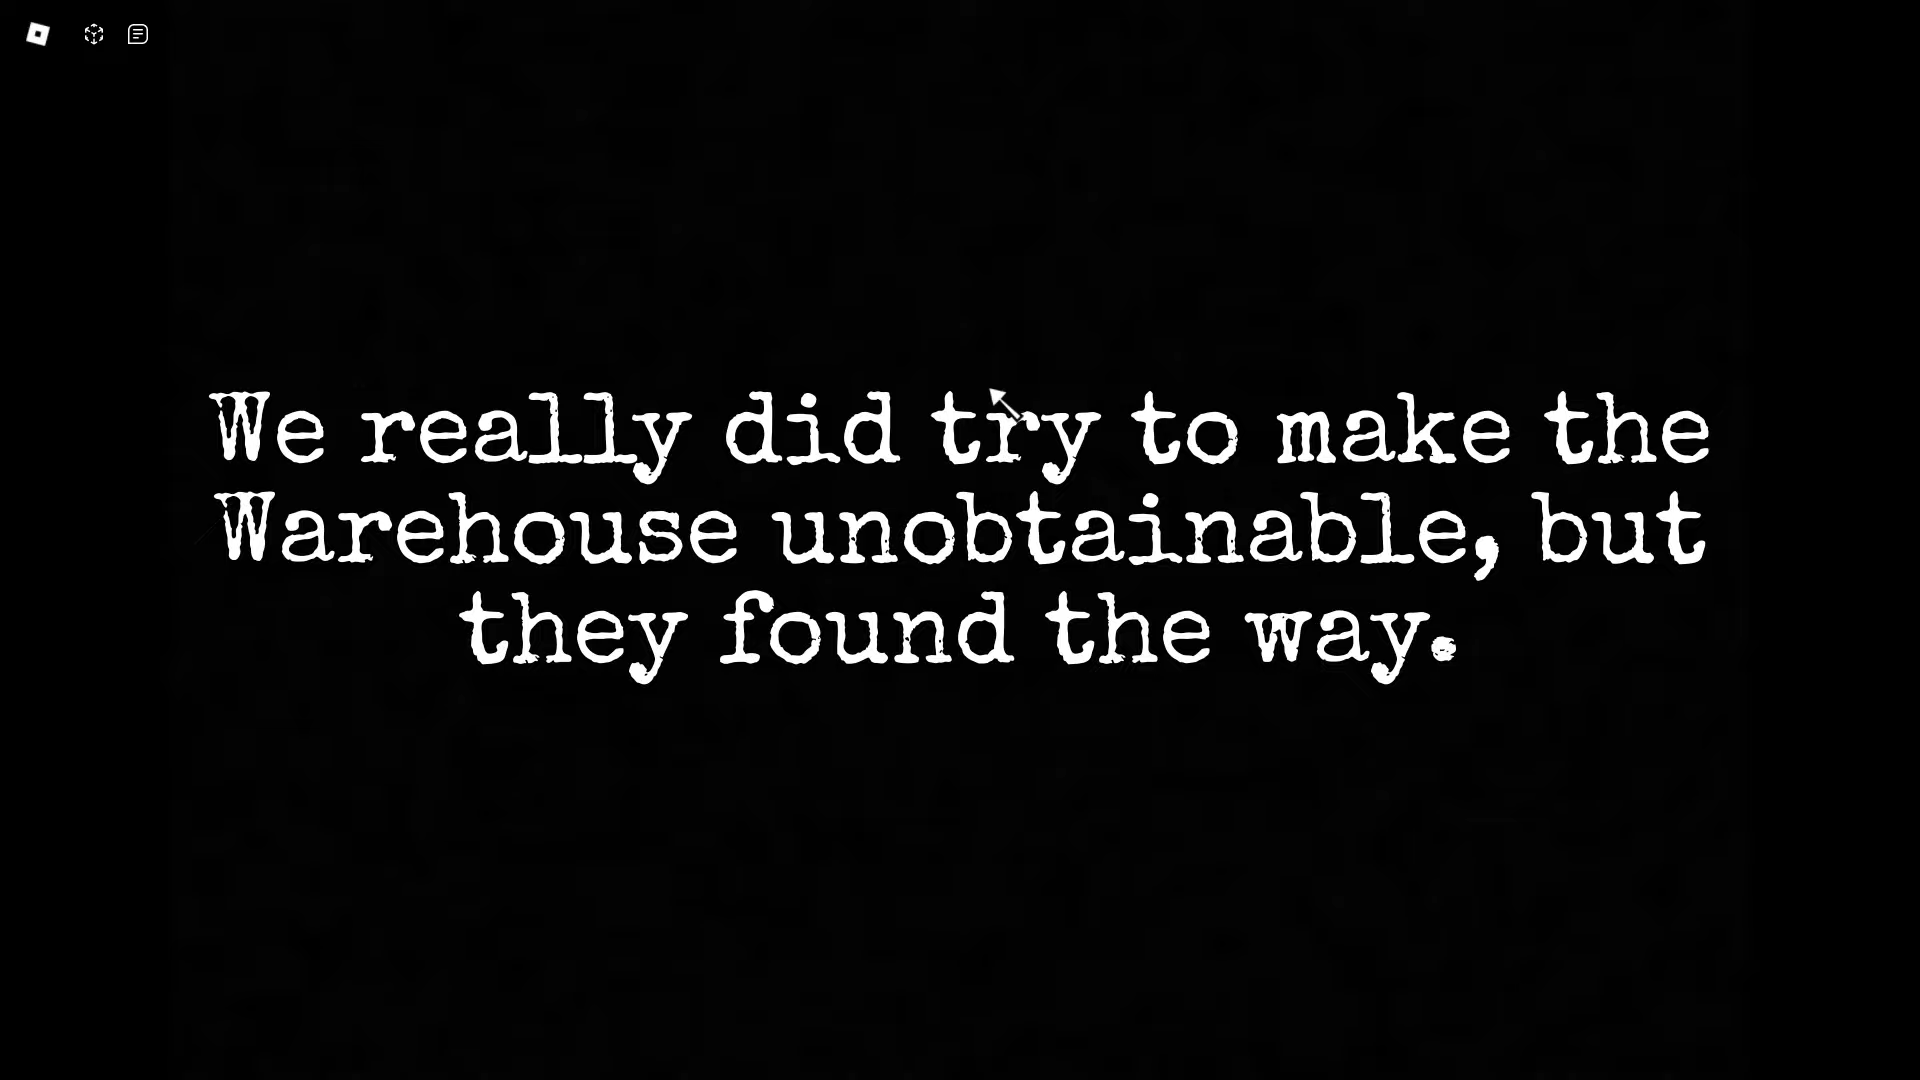 We really did try to make the
Warehouse unobtainable, but
they found the way.